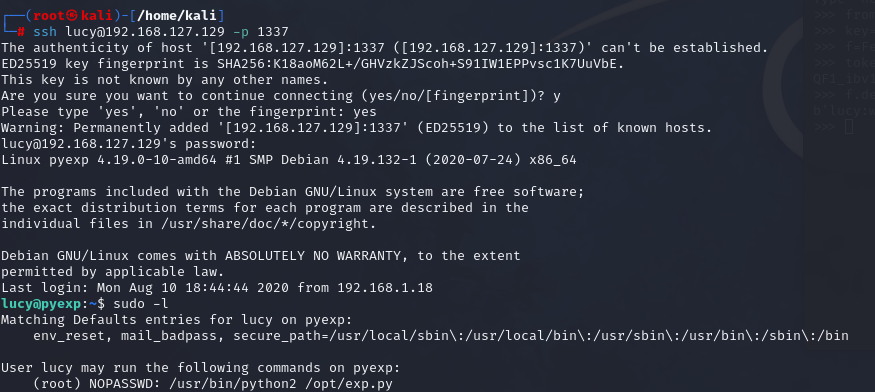 ┌──(root㉿kali)-[/home/kali]
└─# ssh lucy@192.168.127.129 -p 1337
The authenticity of host '[192.168.127.129]:1337 ([192.168.127.129]:1337)' can't be established.
ED25519 key fingerprint is SHA256:K18aoM62L+/GHVzkZJScoh+S91IW1EPPvsc1K7UuVbE.
This key is not known by any other names.
Are you sure you want to continue connecting (yes/no/[fingerprint])? y
Please type 'yes', 'no' or the fingerprint: yes
Warning: Permanently added '[192.168.127.129]:1337' (ED25519) to the list of known hosts.
lucy@192.168.127.129's password:
Linux pyexp 4.19.0-10-amd64 #1 SMP Debian 4.19.132-1 (2020-07-24) x86_64

The programs included with the Debian GNU/Linux system are free software;
the exact distribution terms for each program are described in the
individual files in /usr/share/doc/*/copyright.

Debian GNU/Linux comes with ABSOLUTELY NO WARRANTY, to the extent
permitted by applicable law.
Last login: Mon Aug 10 18:44:44 2020 from 192.168.1.18
lucy@pyexp:~$ sudo -l
Matching Defaults entries for lucy on pyexp:
    env_reset, mail_badpass, secure_path=/usr/local/sbin\:/usr/local/bin\:/usr/sbin\:/usr/bin\:/sbin\:/bin

User lucy may run the following commands on pyexp:
    (root) NOPASSWD: /usr/bin/python2 /opt/exp.py